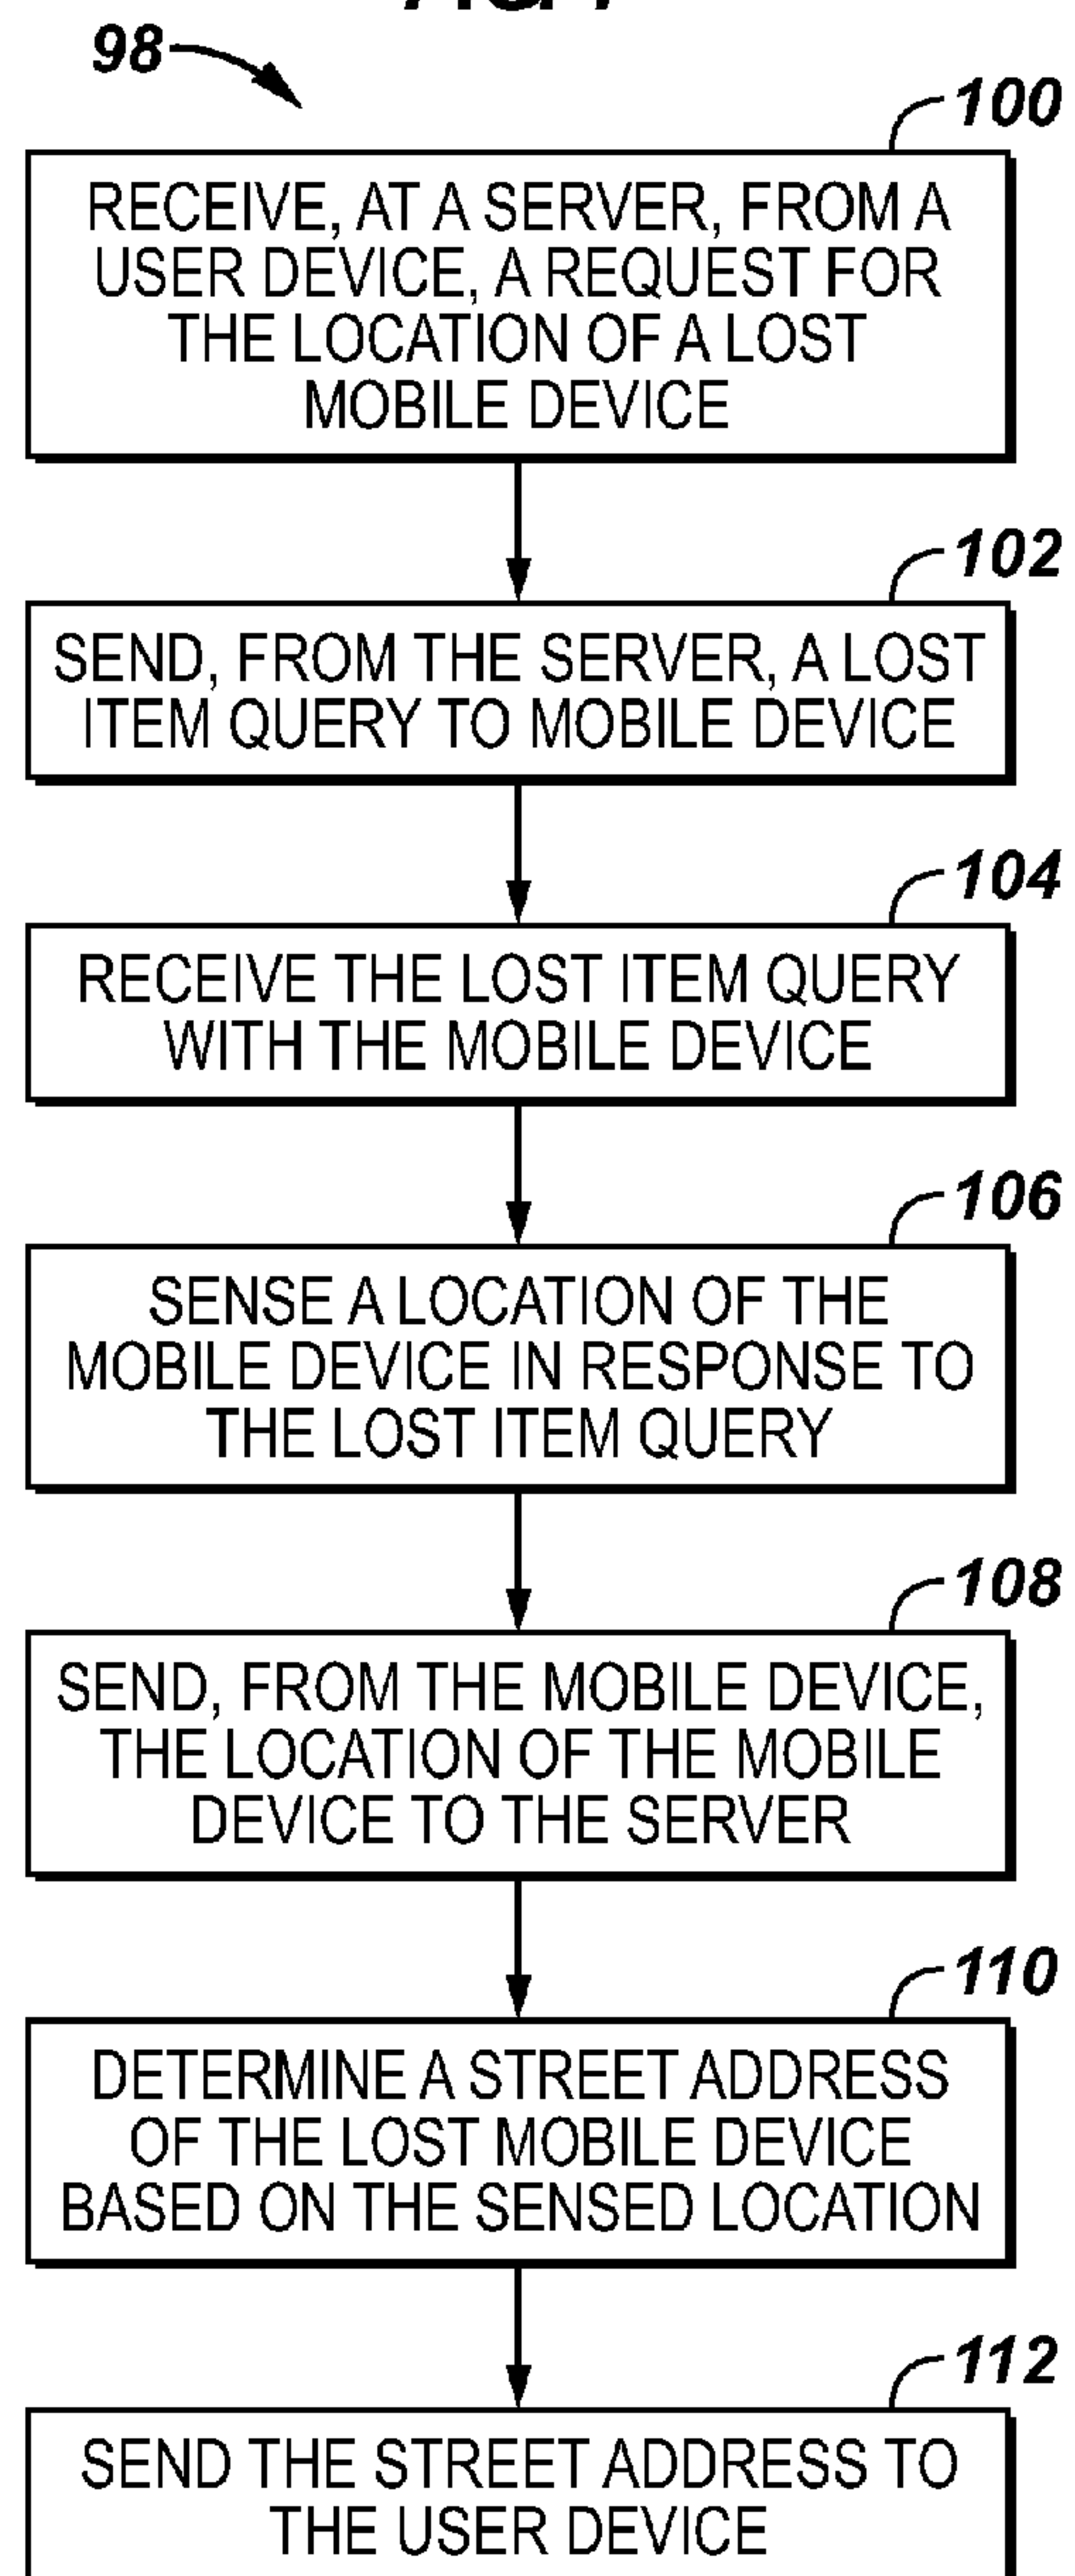 98
100
RECEIVE, AT A SERVER, FROM A
USER DEVICE, A REQUEST FOR
THE LOCATION OF A LOST
MOBILE DEVICE
102
SEND, FROM THE SERVER, A LOST
ITEM QUERY TO MOBILE DEVICE
104
RECEIVE THE LOST ITEM QUERY
WITH THE MOBILE DEVICE
106
SENSE A LOCATION OF THE
MOBILE DEVICE IN RESPONSE TO
THE LOST ITEM QUERY
108
SEND, FROM THE MOBILE DEVICE,
THE LOCATION OF THE MOBILE
DEVICE TO THE SERVER
110
DETERMINE A STREET ADDRESS
OF THE LOST MOBILE DEVICE
BASED ON THE SENSED LOCATION
112
SEND THE STREET ADDRESS TO
THE USER DEVICE